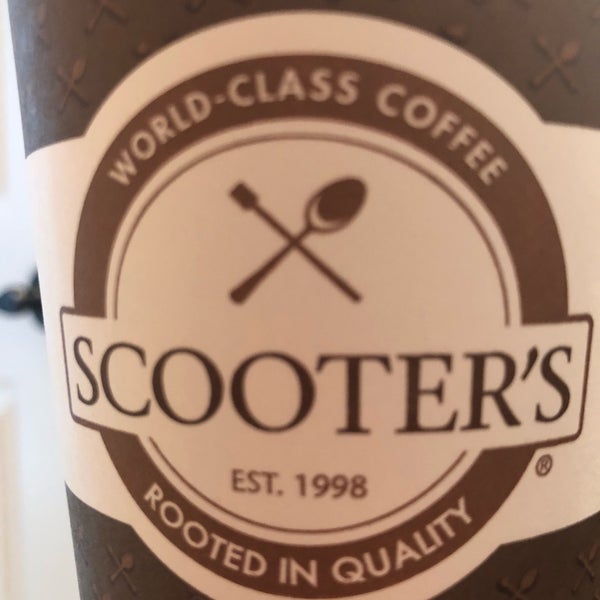 WORLD-CLASS COFFEE
SCOOTER'S
®
EST. 1998
ROOTED IN QUALITY